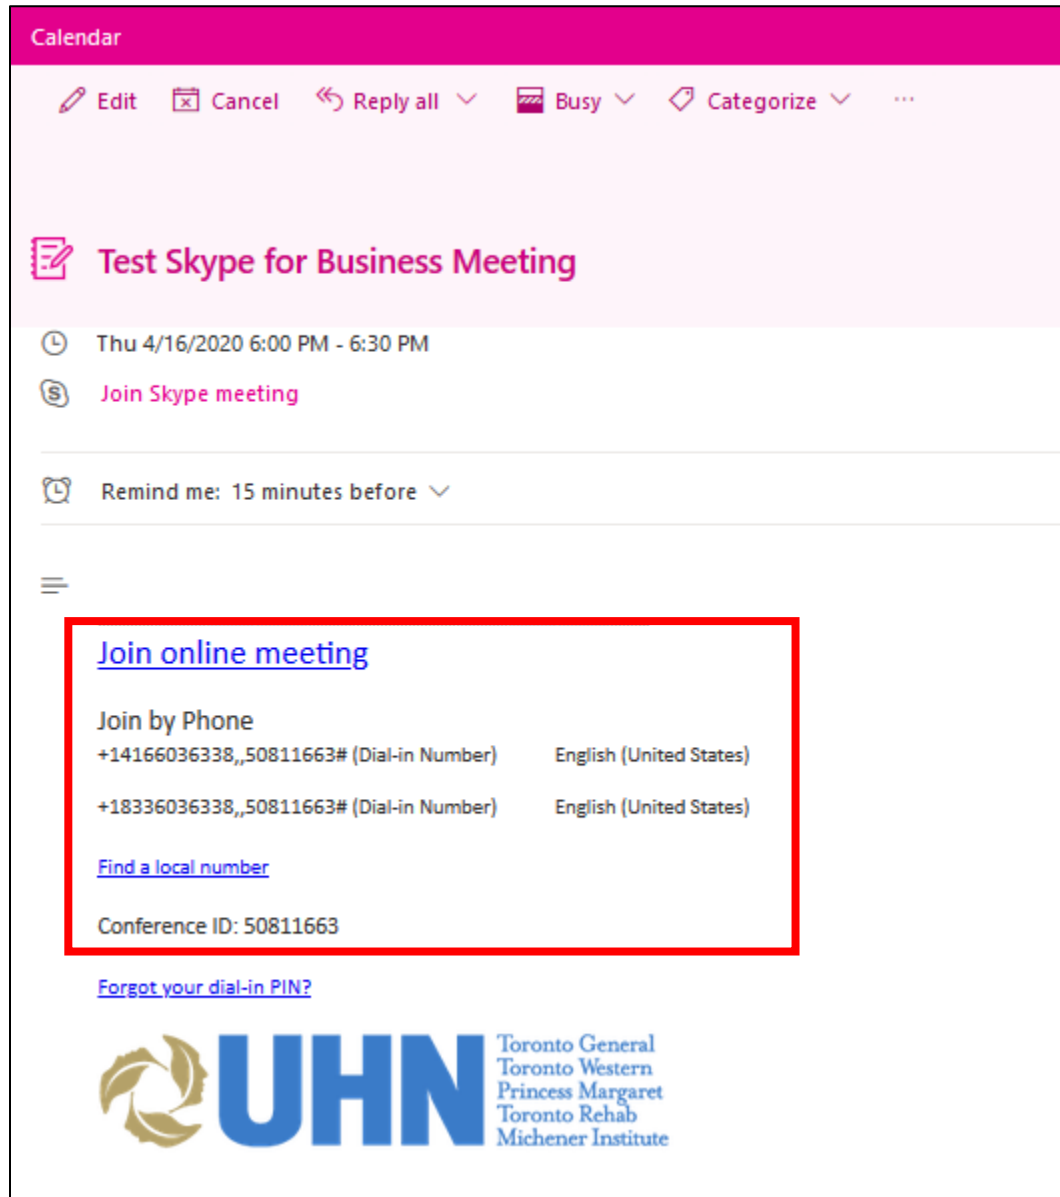 Calendar
Edit Cancel Reply all Busy Categorize ...
Test Skype for Business Meeting
Thu 4/16/2020 6:00 PM - 6:30 PM
S Join Skype meeting
Remind me: 15 minutes before
Join online meeting
Join by Phone
+14166036338,,50811663# (Dial-in Number) English (United States)
+18336036338,,50811663# (Dial-in Number) English (United States)
Find a local number
Conference ID: 50811663
Forgot your dial-in PIN?
UHN
Toronto General
Toronto Western
Princess Margaret
Toronto Rehab
Michener Institute